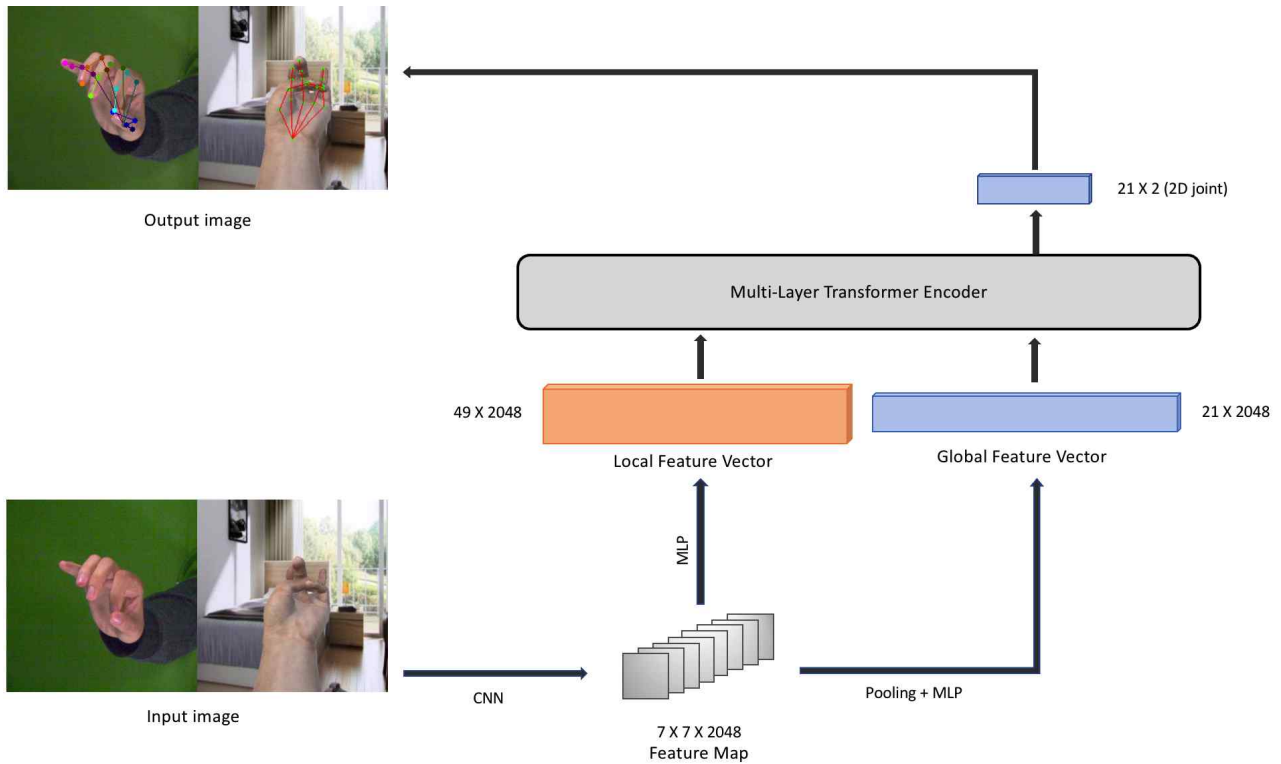 Output image
21 X 2 (2D joint)
Multi-Layer Transformer Encoder
49 X 2048
21 X 2048
Local Feature Vector
Global Feature Vector
MLP
CNN
Pooling + MLP
Input image
7 X 7 X 2048
Feature Map